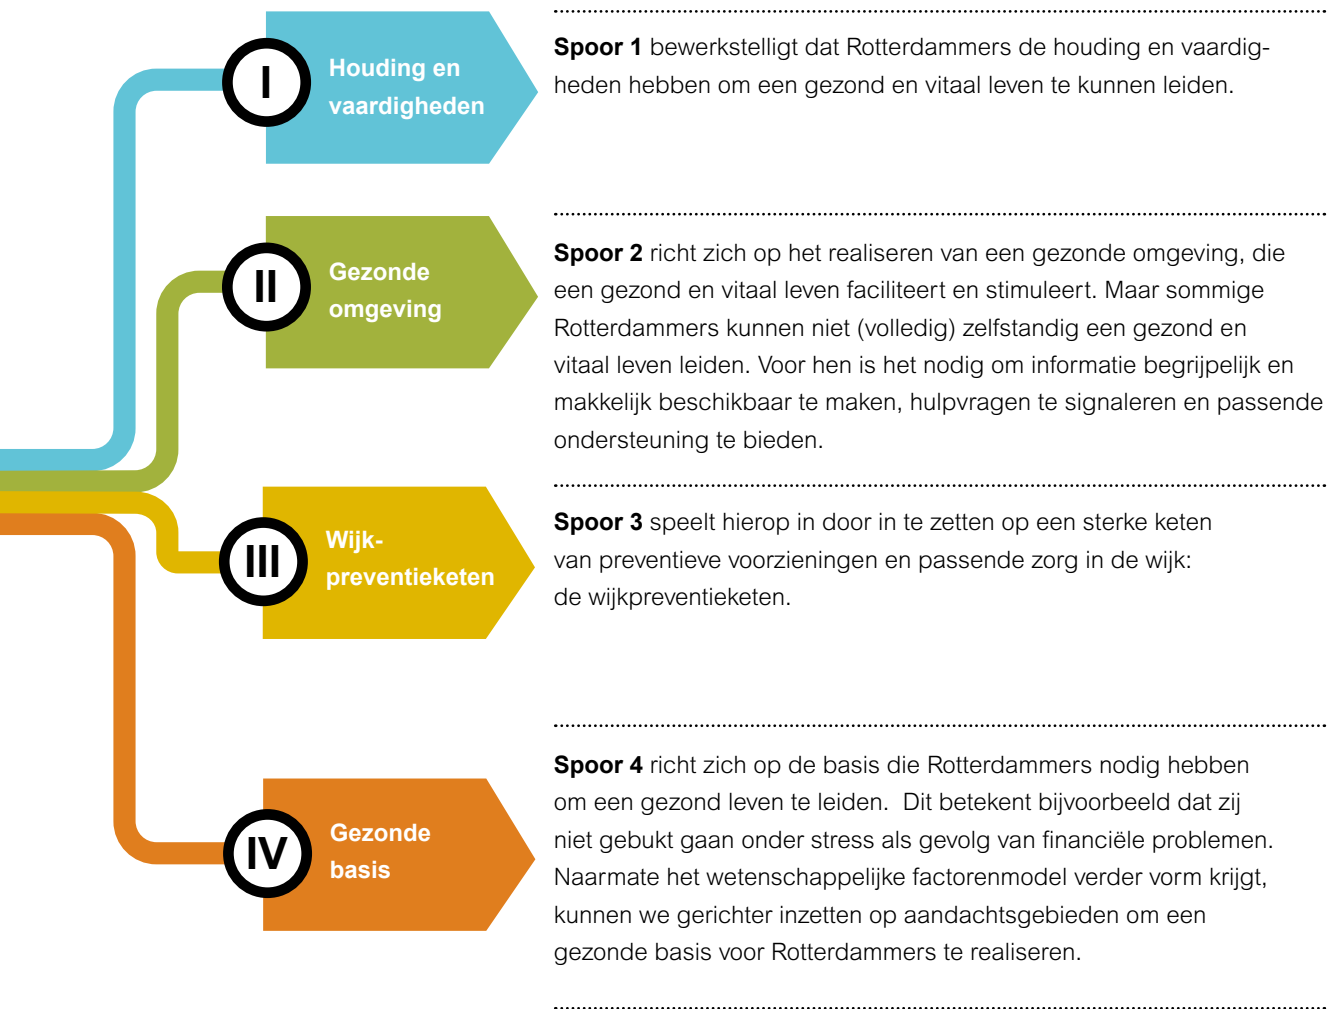 I
Houding en
vaardigheden
Spoor 1 bewerkstelligt dat Rotterdammers de houding en vaardig-
heden hebben om een gezond en vitaal leven te kunnen leiden.
II
Gezonde
omgeving
Spoor 2 richt zich op het realiseren van een gezonde omgeving, die
een gezond en vitaal leven faciliteert en stimuleert. Maar sommige
Rotterdammers kunnen niet (volledig) zelfstandig een gezond en
vitaal leven leiden. Voor hen is het nodig om informatie begrijpelijk en
makkelijk beschikbaar te maken, hulpvragen te signaleren en passende
ondersteuning te bieden.
III
Wijk-
preventieketen
Spoor 3 speelt hierop in door in te zetten op een sterke keten
van preventieve voorzieningen en passende zorg in de wijk:
de wijkpreventieketen.
IV
Gezonde
basis
Spoor 4 richt zich op de basis die Rotterdammers nodig hebben
om een gezond leven te leiden.  Dit betekent bijvoorbeeld dat zij
niet gebukt gaan onder stress als gevolg van financiële problemen.
Naarmate het wetenschappelijke factorenmodel verder vorm krijgt,
kunnen we gerichter inzetten op aandachtsgebieden om een
gezonde basis voor Rotterdammers te realiseren.